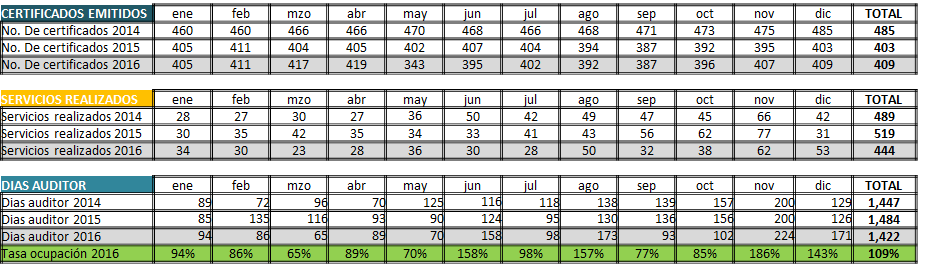 CERTIFICADOS EMITIDOS ene feb mzo abr may jun jul ago sep oct nov dic TOTAL
No. De certificados 2014 460 460 466 466 470 468 466 468 471 473 475 485 485
No. De certificados 2015 405 411 404 405 402 407 404 394 387 392 395 403 403
No. De certificados 2016 405 411 417 419 343 395 402 392 387 396 407 409 409
SERVICIOS REALIZADOS ene feb mzo abr may jun jul ago sep oct nov dic TOTAL
Servicios realizados 2014 28 27 30 27 36 50 42 49 47 45 66 42 489
Servicios realizados 2015 30 35 42 35 34 33 41 43 56 62 77 31 519
Servicios realizados 2016 34 30 23 28 36 30 28 50 32 38 62 53 444
DIAS AUDITOR ene feb mzo abr may jun jul ago sep oct nov dic TOTAL
Dias auditor 2014 89 72 96 70 125 116 118 138 139 157 200 129 1,447
Dias auditor 2015 85 135 116 93 90 124 95 130 136 156 200 126 1,484
Dias auditor 2016 94 86 65 89 70 158 98 173 93 102 224 171 1,422
Tasa ocupación 2016 94% 86% 65% 89% 70% 158% 98% 157% 77% 85% 186% 143% 109%